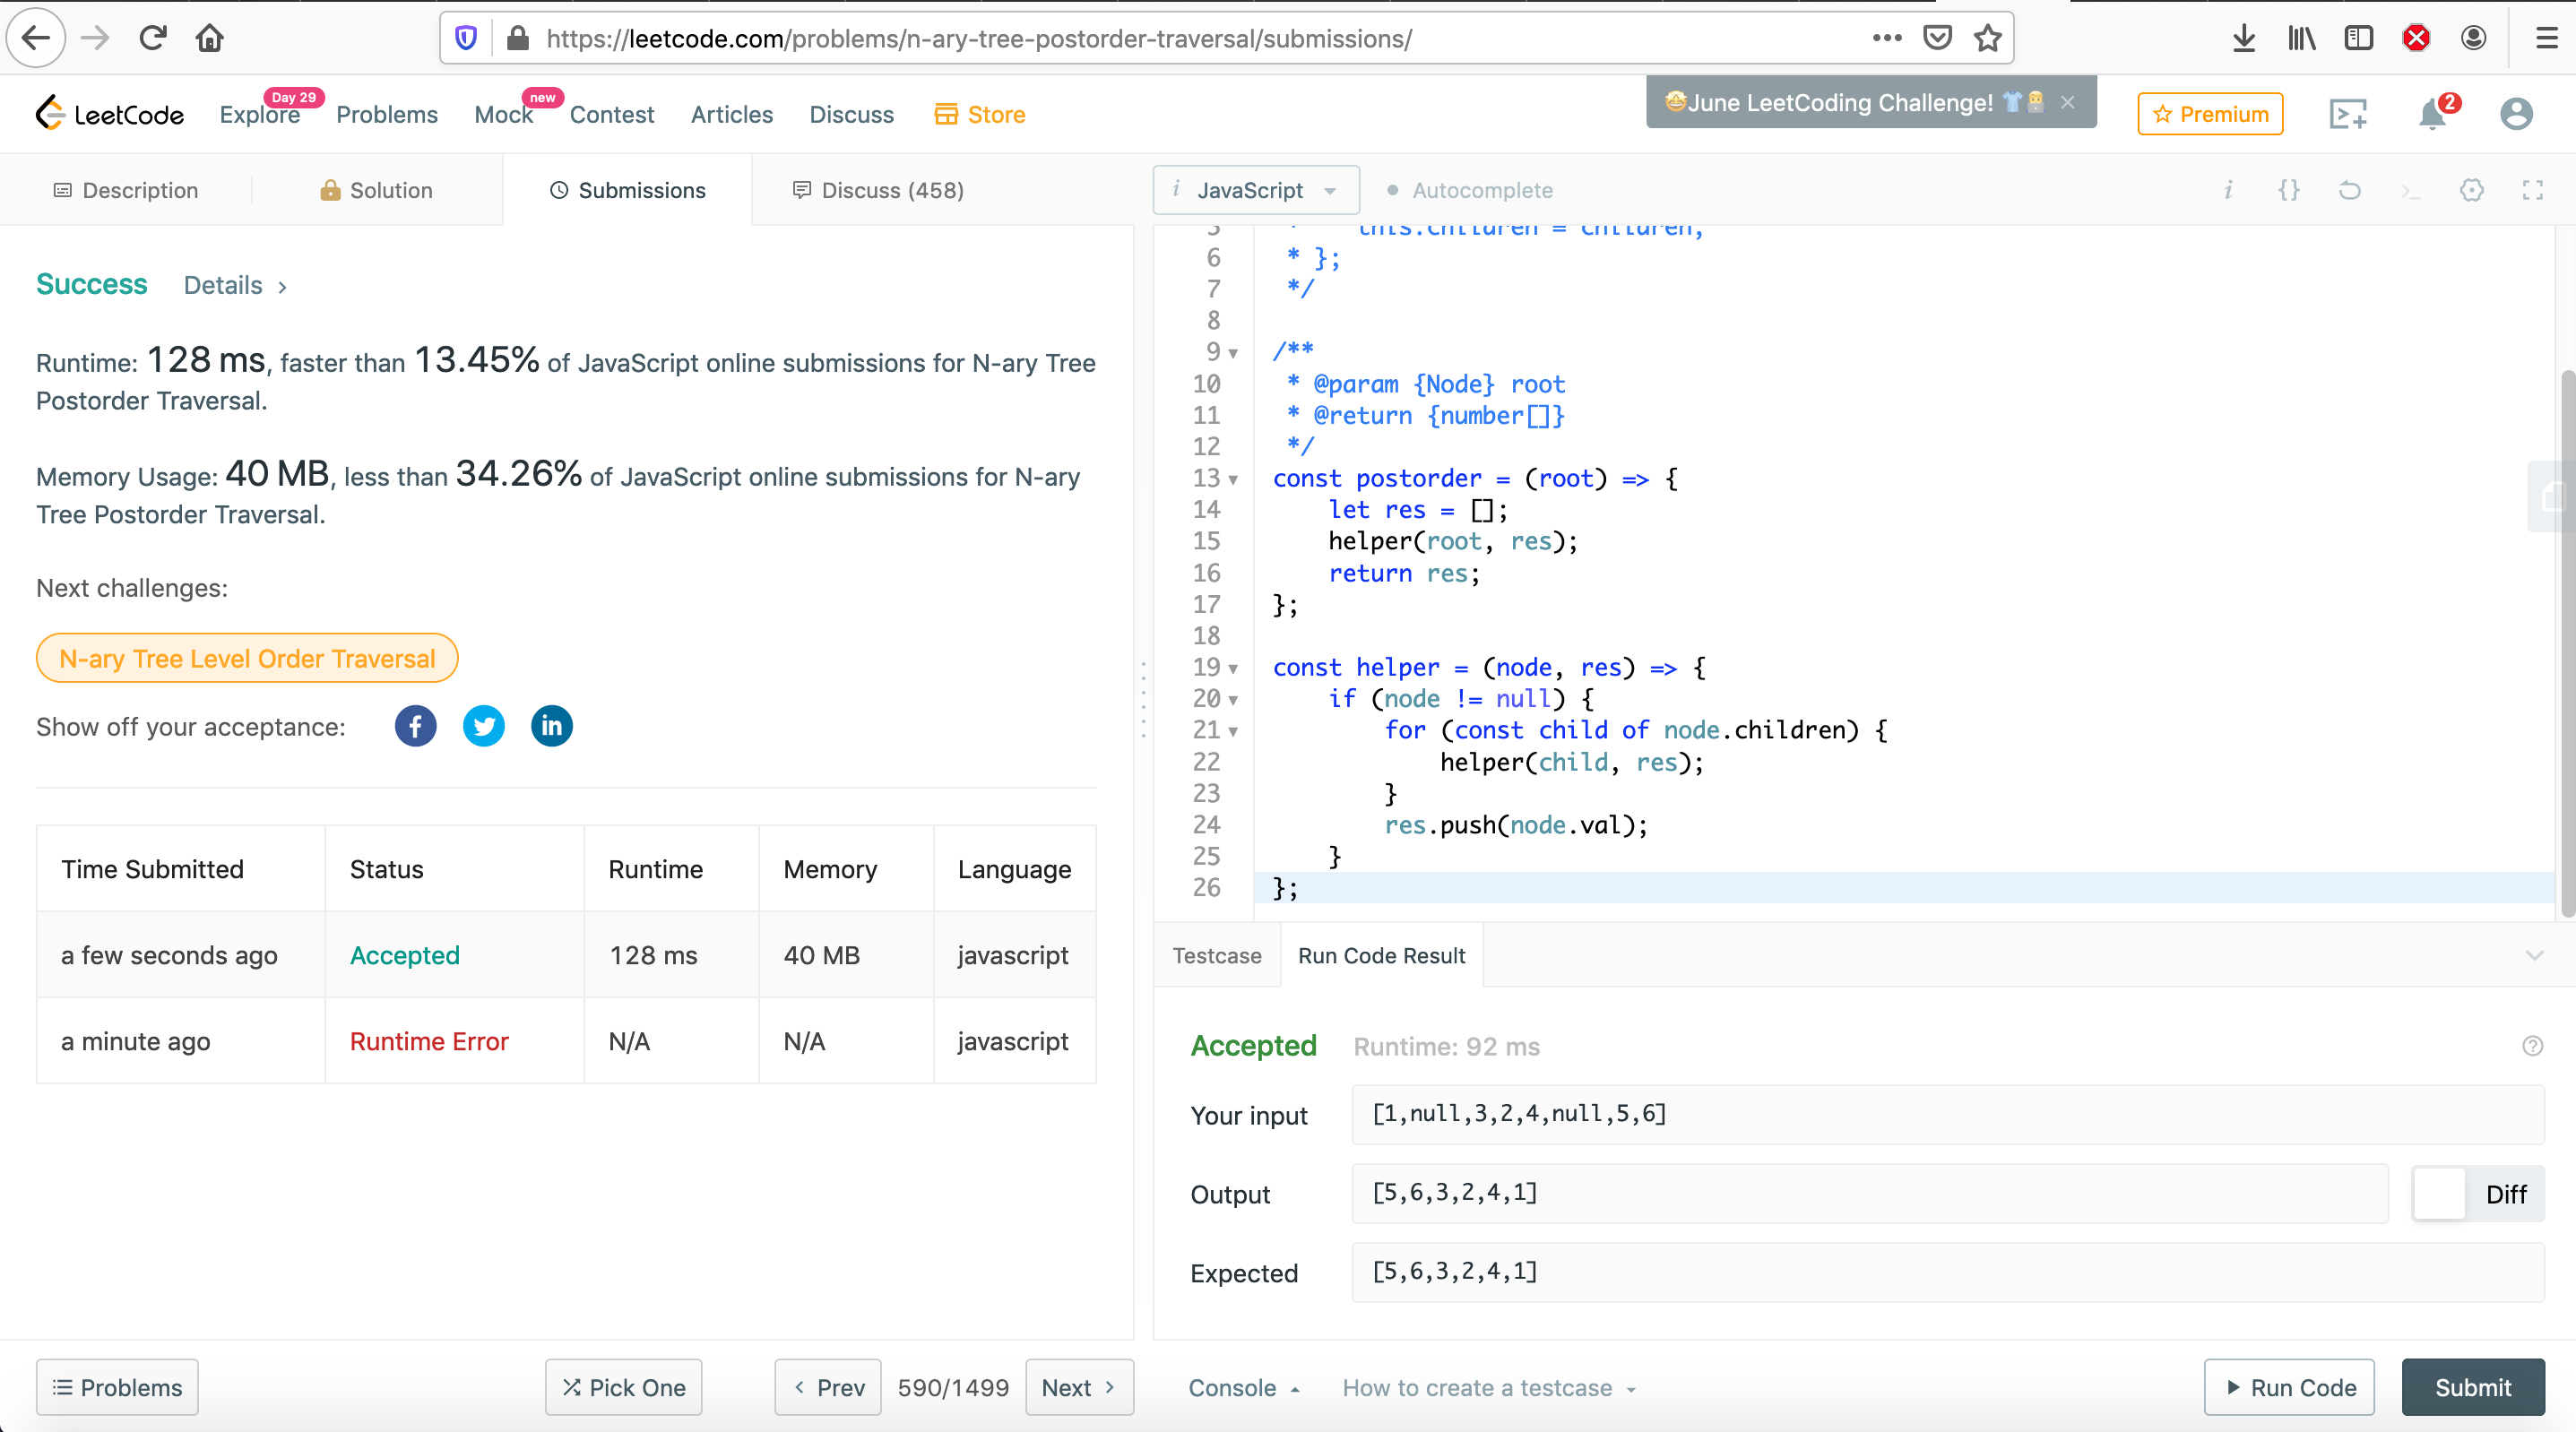 https://leetcode.com/problems/n-ary-tree-postorder-traversal/submissions/
LeetCode
Explore
Day 29
Problems
Mock
new
Contest
Articles
Discuss
Store
🤩June LeetCoding Challenge!
Premium
2
Description
Solution
Submissions
Discuss (458)
i JavaScript
Autocomplete
Success
Details
Runtime: 128 ms, faster than 13.45% of JavaScript online submissions for N-ary Tree
Postorder Traversal.
Memory Usage: 40 MB, less than 34.26% of JavaScript online submissions for N-ary
Tree Postorder Traversal.
Next challenges:
N-ary Tree Level Order Traversal
Show off your acceptance:
Time Submitted Status Runtime Memory Language
a few seconds ago Accepted 128 ms 40 MB javascript
a minute ago Runtime Error N/A N/A javascript
5 * this.children = children;
6 * };
7 */
8
9 /**
10 * @param {Node} root
11 * @return {number[]}
12 */
13 const postorder = (root) => {
14 let res = [];
15 helper(root, res);
16 return res;
17 };
18
19 const helper = (node, res) => {
20 if (node != null) {
21 for (const child of node.children) {
22 helper(child, res);
23 }
24 res.push(node.val);
25 }
26 };
Testcase
Run Code Result
Accepted Runtime: 92 ms
Your input [1,null,3,2,4,null,5,6]
Output [5,6,3,2,4,1]
Diff
Expected [5,6,3,2,4,1]
Problems
Pick One
Prev
590/1499
Next
Console
How to create a testcase
Run Code
Submit